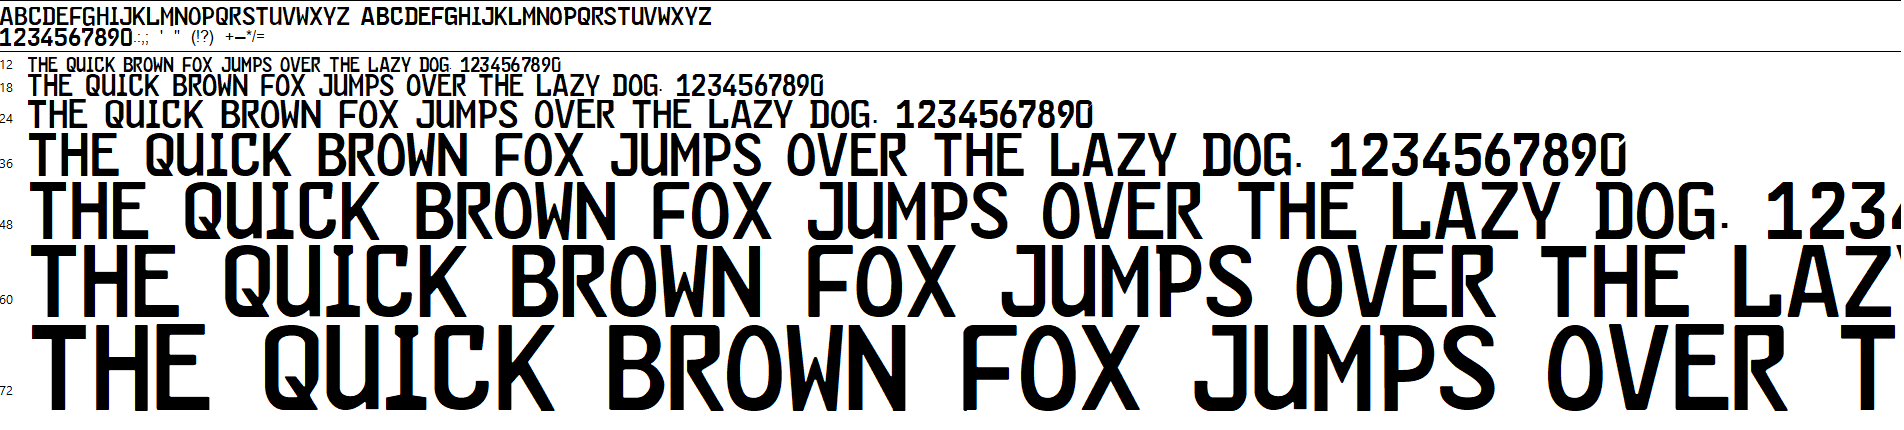 ABCDEFGHIJKLMNOPQRSTUVWXYZ ABCDEFGHIJKLMNOPQRSTUVWXYZ
1234567890.:,; ' " (!?) +-*/=
12 THE QUICK BROWN FOX JUMPS OVER THE LAZY DOG. 1234567890
18 THE QUICK BROWN FOX JUMPS OVER THE LAZY DOG. 1234567890
24 THE QUICK BROWN FOX JUMPS OVER THE LAZY DOG. 1234567890
36 THE QUICK BROWN FOX JUMPS OVER THE LAZY DOG. 1234567890
48 THE QUICK BROWN FOX JUMPS OVER THE LAZY DOG. 1234
60 THE QUICK BROWN FOX JUMPS OVER THE LAZY
72 THE QUICK BROWN FOX JUMPS OVER T